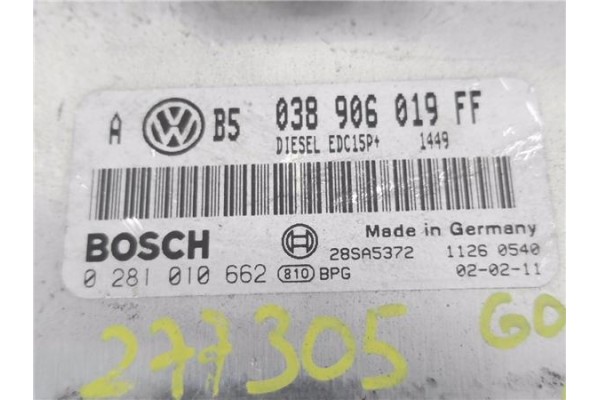 A VW B5 038 906 019 FF
DIESEL EDC15P+ 1449
BOSCH Made in Germany
28SA5372 1126 0540
0 281 010 662 810 BPG 02-02-11
277305 GO